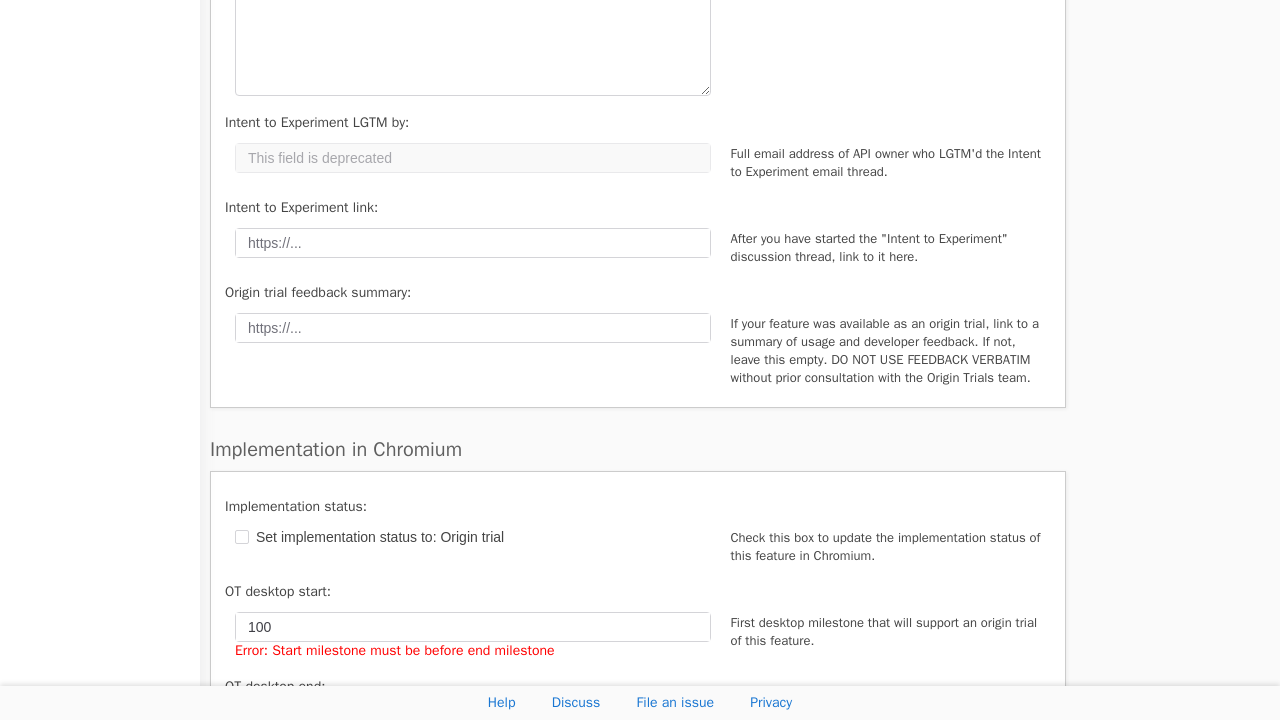 Intent to Experiment LGTM by:
This field is deprecated
Full email address of API owner who LGTM'd the Intent
to Experiment email thread.
Intent to Experiment link:
https://...
After you have started the "Intent to Experiment"
discussion thread, link to it here.
Origin trial feedback summary:
https://...
If your feature was available as an origin trial, link to a
summary of usage and developer feedback. If not,
leave this empty. DO NOT USE FEEDBACK VERBATIM
without prior consultation with the Origin Trials team.
Implementation in Chromium
Implementation status:
Set implementation status to: Origin trial
Check this box to update the implementation status of
this feature in Chromium.
OT desktop start:
100
Error: Start milestone must be before end milestone
First desktop milestone that will support an origin trial
of this feature.
OT desktop end:
Help
Discuss
File an issue
Privacy